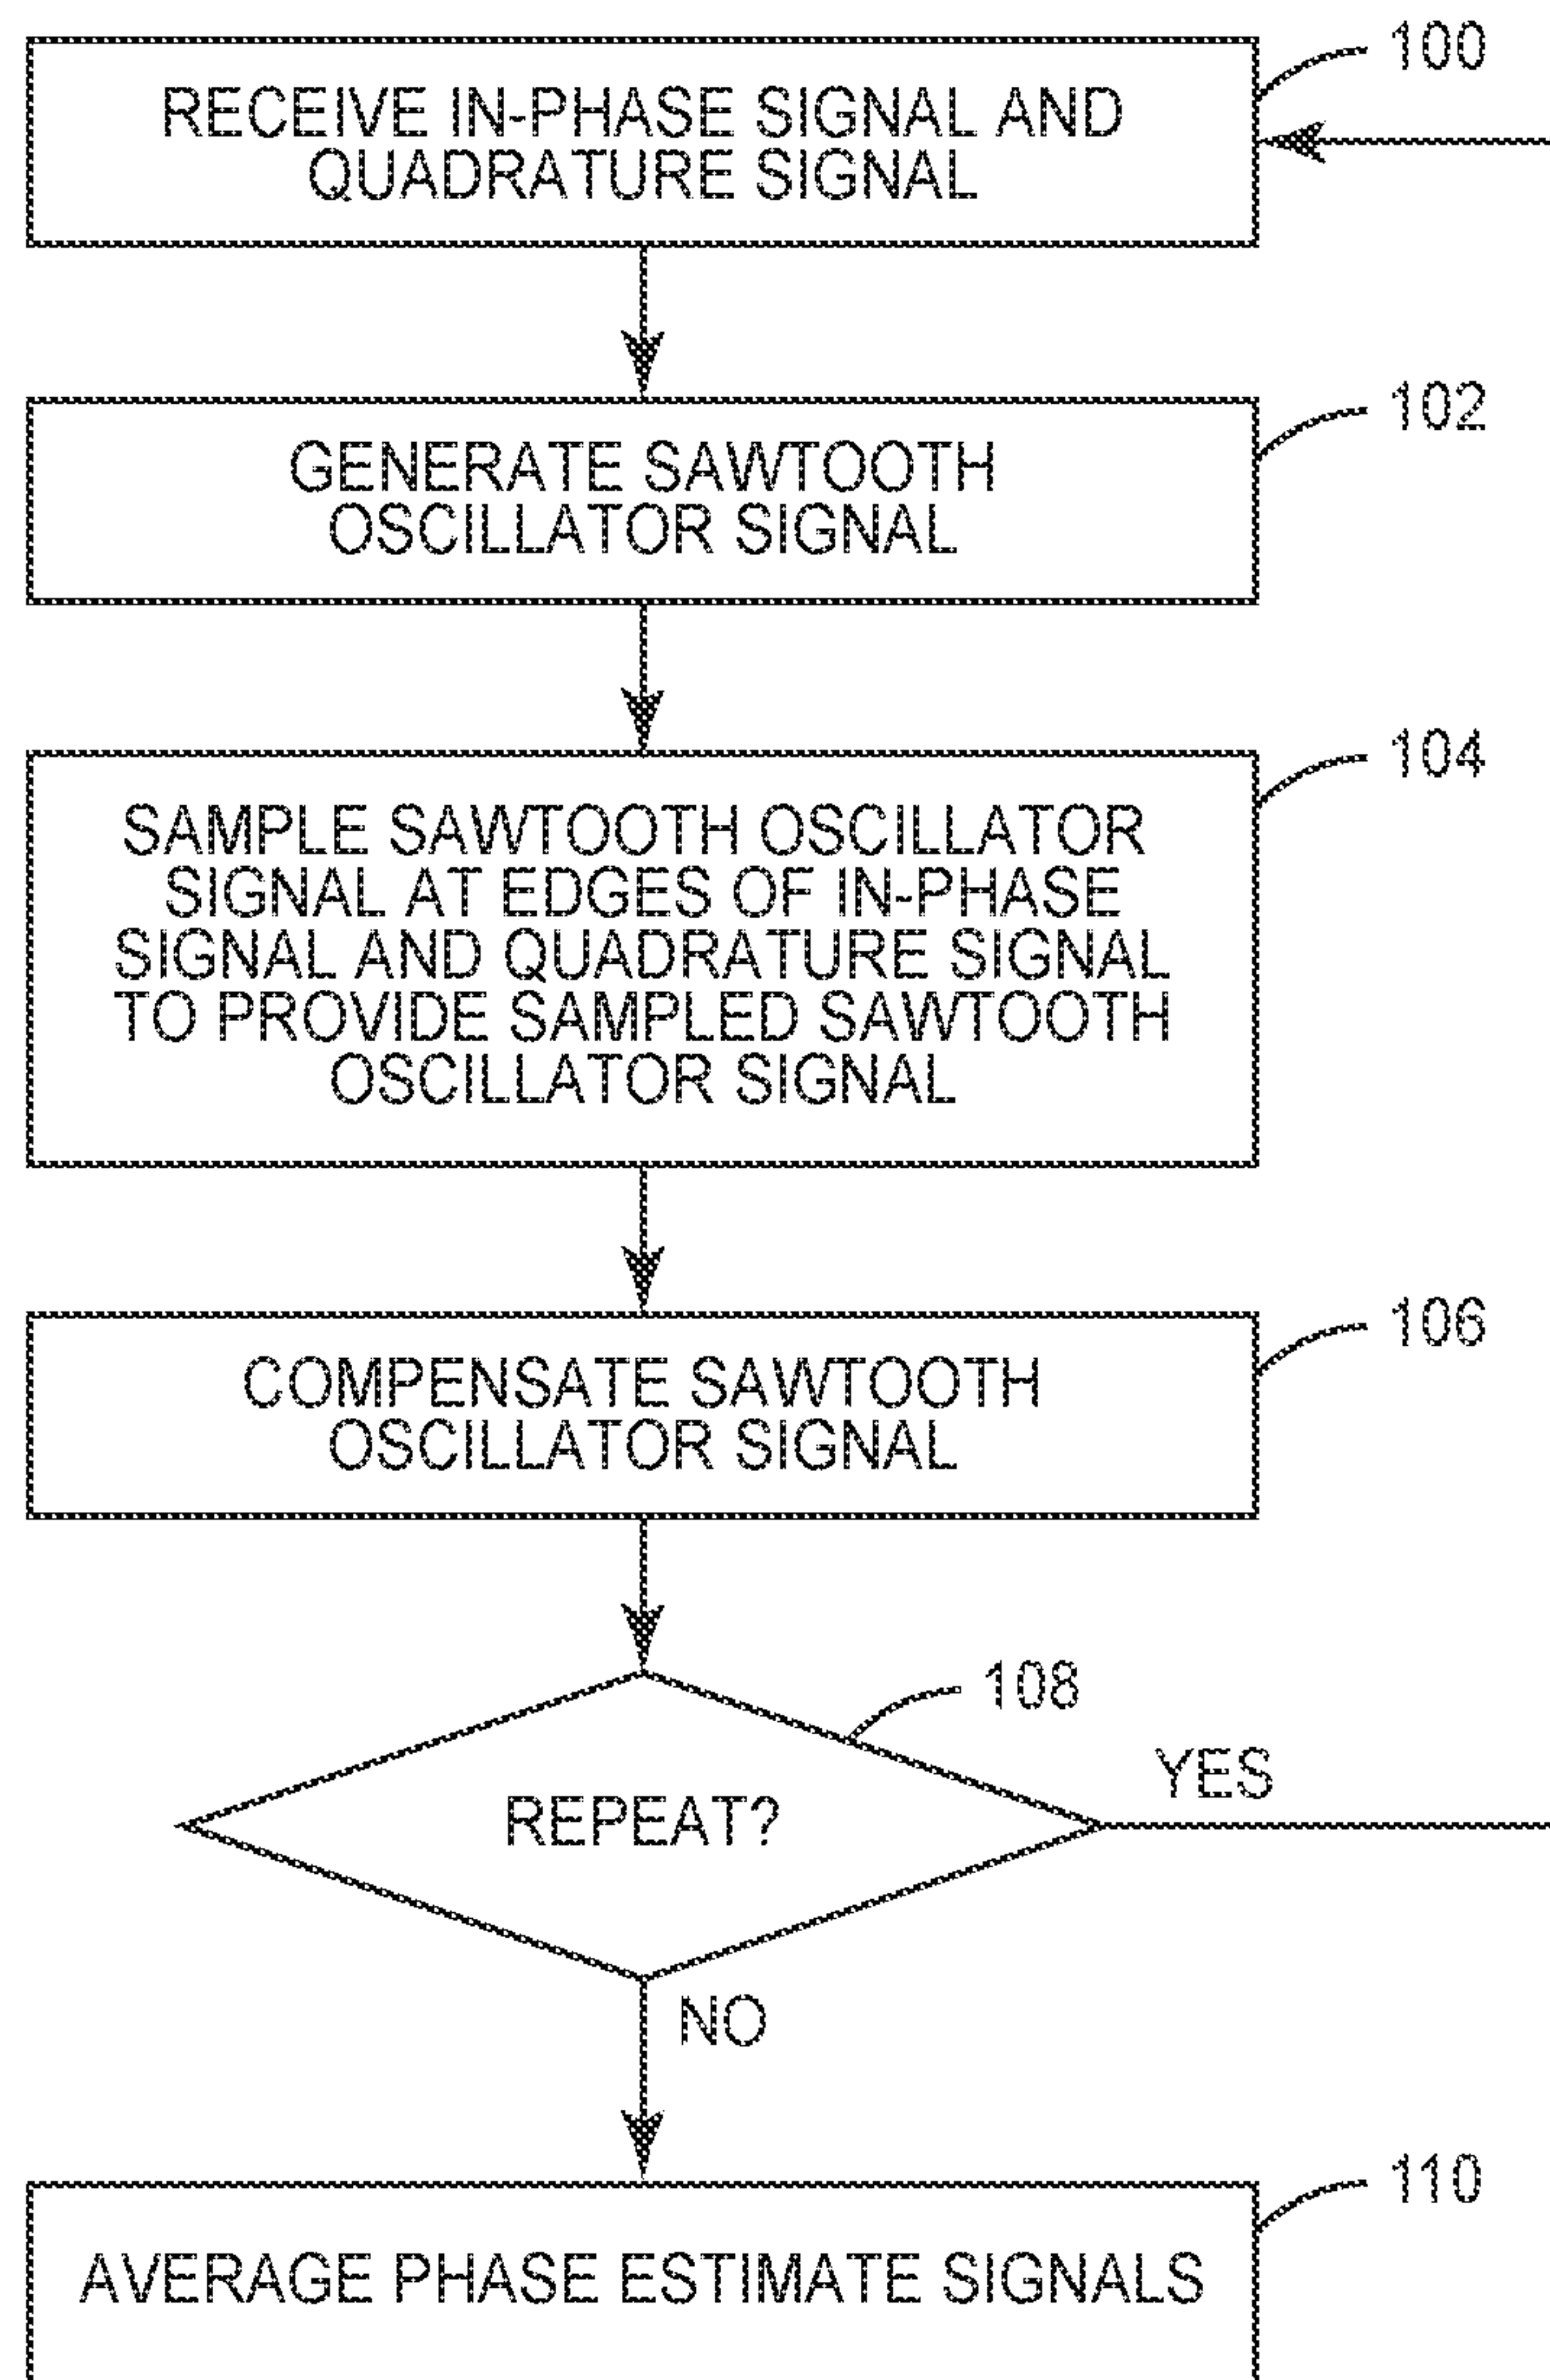 100
RECEIVE IN-PHASE SIGNAL AND
QUADRATURE SIGNAL
102
GENERATE SAWTOOTH
OSCILLATOR SIGNAL
104
SAMPLE SAWTOOTH OSCILLATOR
SIGNAL AT EDGES OF IN-PHASE
SIGNAL AND QUADRATURE SIGNAL
TO PROVIDE SAMPLED SAWTOOTH
OSCILLATOR SIGNAL
106
COMPENSATE SAWTOOTH
OSCILLATOR SIGNAL
108
YES
REPEAT?
NO
110
AVERAGE PHASE ESTIMATE SIGNALS